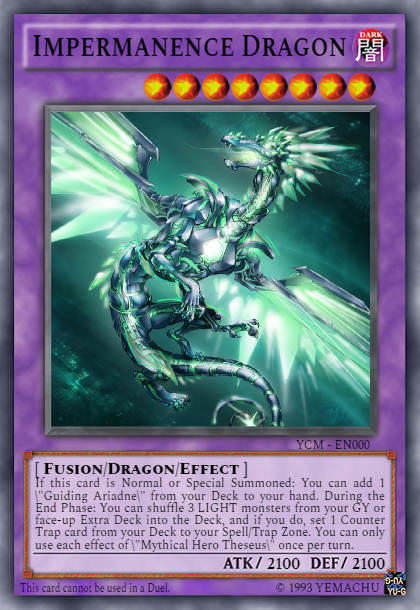 IMPERMANENCE DRAGON
DARK
闇
YCM - EN000
[ FUSION/DRAGON/EFFECT ]
If this card is Normal or Special Summoned: You can add 1
\"Guiding Ariadne\" from your Deck to your hand. During the
End Phase: You can shuffle 3 LIGHT monsters from your GY or
face-up Extra Deck into the Deck, and if you do, set 1 Counter
Trap card from your Deck to your Spell/Trap Zone. You can only
use each effect of \"Mythical Hero Theseus\" once per turn.
ATK / 2100 DEF / 2100
This card cannot be used in a Duel. © 1993 YEMACHU